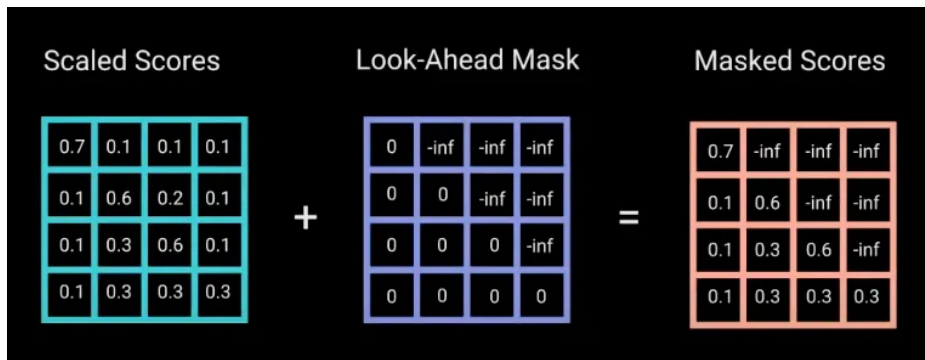 Scaled Scores Look-Ahead Mask Masked Scores
0.7 0.1 0.1 0.1 0 -inf -inf -inf 0.7 -inf -inf -inf
0.1 0.6 0.2 0.1 0 0 -inf -inf 0.1 0.6 -inf -inf
+ =
0.1 0.3 0.6 0.1 0 0 0 -inf 0.1 0.3 0.6 -inf
0.1 0.3 0.3 0.3 0 0 0 0 0.1 0.3 0.3 0.3